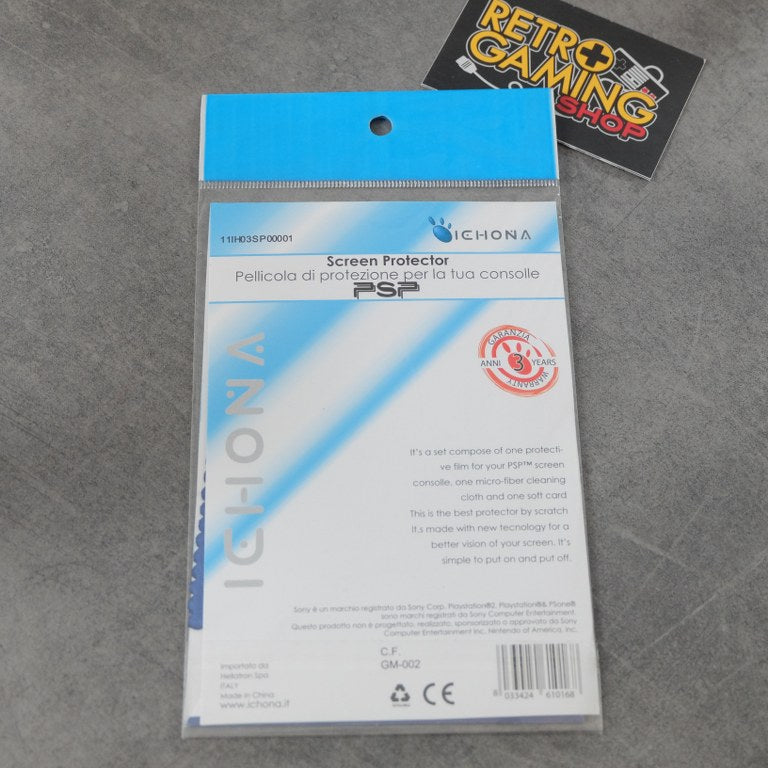 RETRO
GAMING
SHOP
11IH03SP00001
ICHONA
Screen Protector
Pellicola di protezione per la tua consolle
PSP
GARANZIA
ANNI 3 YEARS
WARRANTY
ICHONA
It's a set compose of one protecti-
ve film for your PSP™ screen
consolle, one micro-fiber cleaning
cloth and one soft card
This is the best protector by scratch
It.s made with new tecnology for a
better vision of your screen. It's
simple to put on and put off.
Sony è un marchio registrato da Sony Corp. Playstation®2, Playstation®& PSone®
sono marchi registrati da Sony Computer Entertainment.
Questo prodotto non è progettato, realizzato, sponsorizato o approvato da Sony
Computer Entertainment Inc. Nintendo of America, Inc.
C.F.
GM-002
Importato da
Hellatron Spa
ITALY
Made in China
www.ichona.it
CE
8 033424 610168